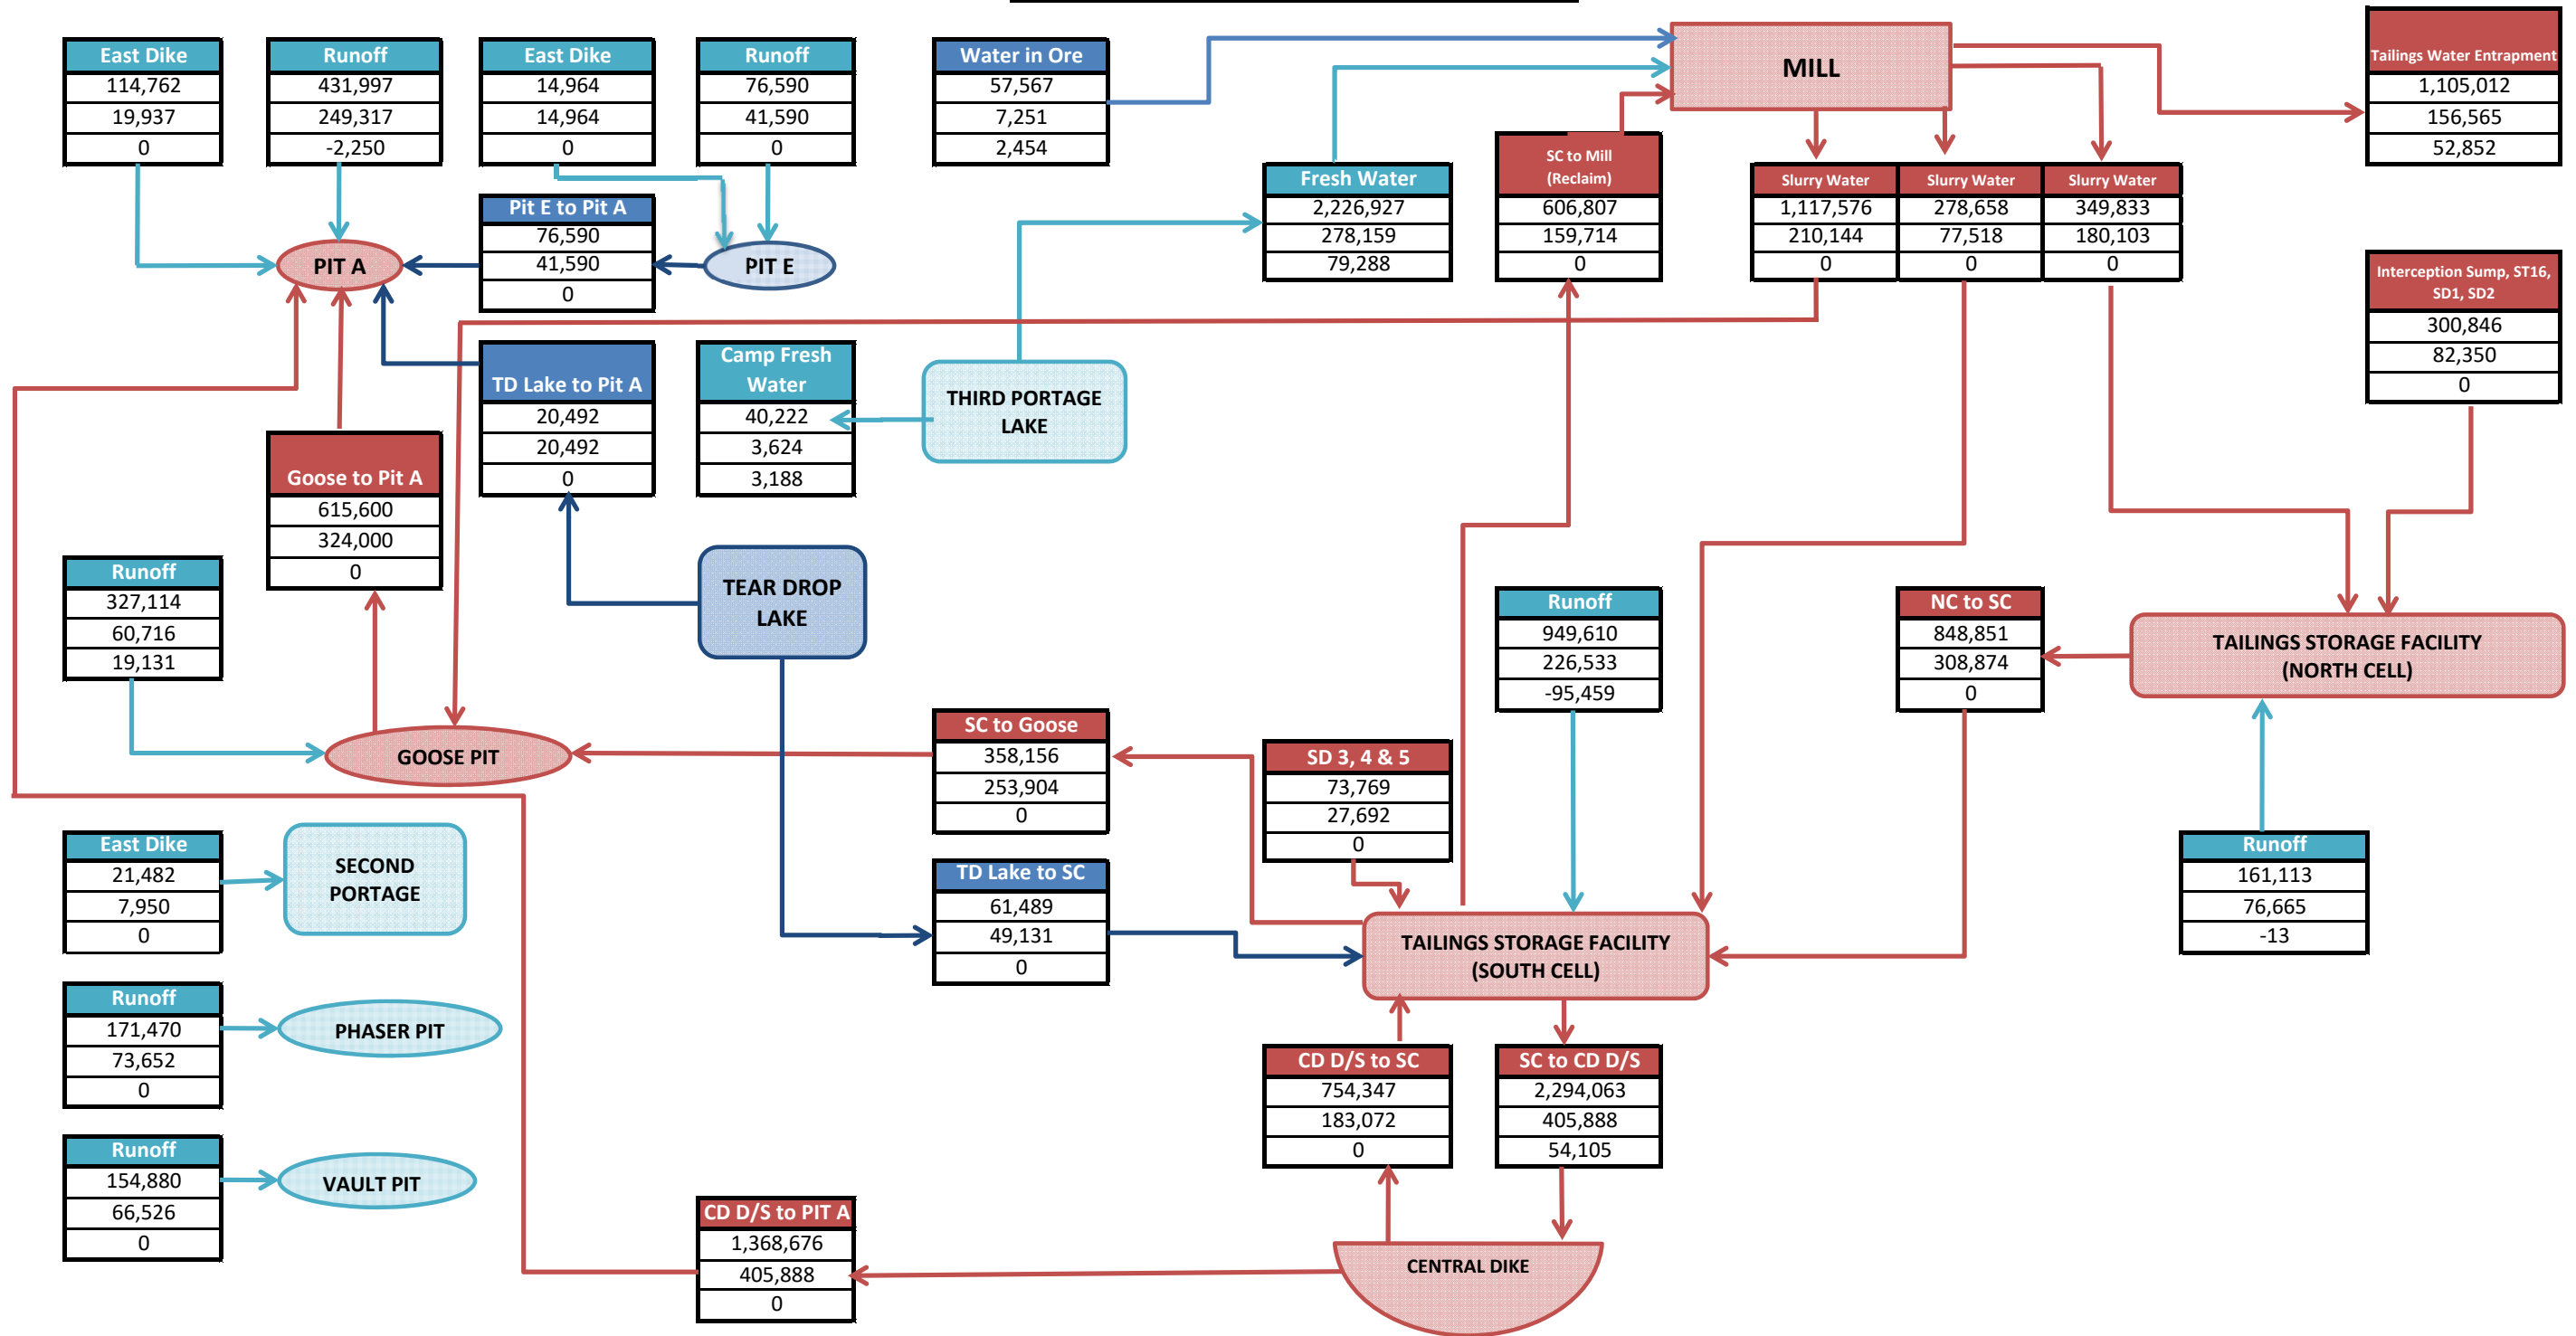 East Dike
114,762
19,937
0
Runoff
431,997
249,317
-2,250
East Dike
14,964
14,964
0
Runoff
76,590
41,590
0
Water in Ore
57,567
7,251
2,454
MILL
Tailings Water Entrapment
1,105,012
156,565
52,852
SC to Mill
(Reclaim)
606,807
159,714
0
Fresh Water
2,226,927
278,159
79,288
Slurry Water
1,117,576
210,144
0
Slurry Water
278,658
77,518
0
Slurry Water
349,833
180,103
0
Pit E to Pit A
76,590
41,590
0
PIT A
PIT E
Interception Sump, ST16,
SD1, SD2
300,846
82,350
0
TD Lake to Pit A
20,492
20,492
0
Camp Fresh
Water
40,222
3,624
3,188
THIRD PORTAGE
LAKE
Goose to Pit A
615,600
324,000
0
TEAR DROP
LAKE
Runoff
327,114
60,716
19,131
Runoff
949,610
226,533
-95,459
NC to SC
848,851
308,874
0
TAILINGS STORAGE FACILITY
(NORTH CELL)
GOOSE PIT
SC to Goose
358,156
253,904
0
SD 3, 4 & 5
73,769
27,692
0
East Dike
21,482
7,950
0
SECOND
PORTAGE
TD Lake to SC
61,489
49,131
0
TAILINGS STORAGE FACILITY
(SOUTH CELL)
Runoff
161,113
76,665
-13
Runoff
171,470
73,652
0
PHASER PIT
CD D/S to SC
754,347
183,072
0
SC to CD D/S
2,294,063
405,888
54,105
Runoff
154,880
66,526
0
VAULT PIT
CD D/S to PIT A
1,368,676
405,888
0
CENTRAL DIKE